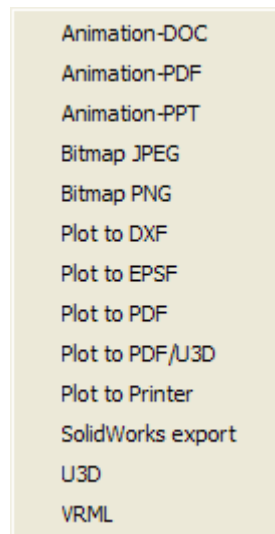 Animation-DOC
Animation-PDF
Animation-PPT
Bitmap JPEG
Bitmap PNG
Plot to DXF
Plot to EPSF
Plot to PDF
Plot to PDF/U3D
Plot to Printer
SolidWorks export
U3D
VRML